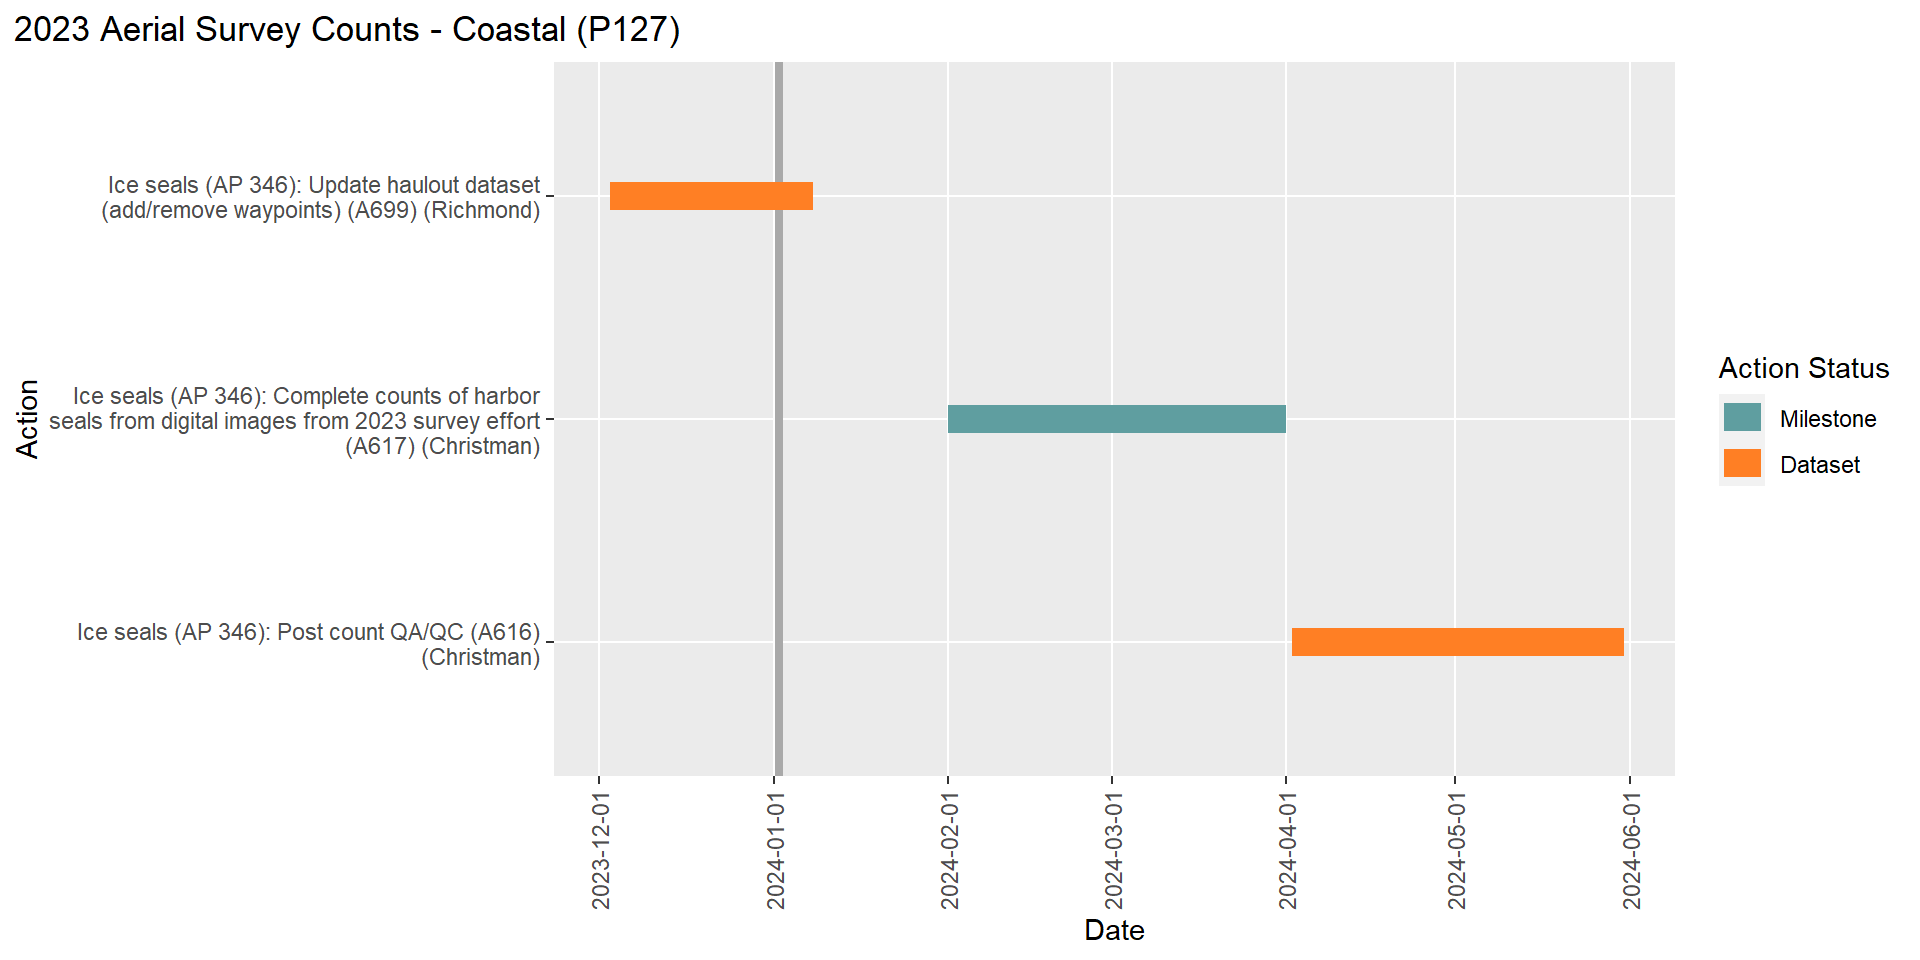 2023 Aerial Survey Counts - Coastal (P127)
Action
Ice seals (AP 346): Update haulout dataset
(add/remove waypoints) (A699) (Richmond)
Ice seals (AP 346): Complete counts of harbor
seals from digital images from 2023 survey effort
(A617) (Christman)
Ice seals (AP 346): Post count QA/QC (A616)
(Christman)
2023-12-01
2024-01-01
2024-02-01
2024-03-01
2024-04-01
2024-05-01
2024-06-01
Date
Action Status
Milestone
Dataset